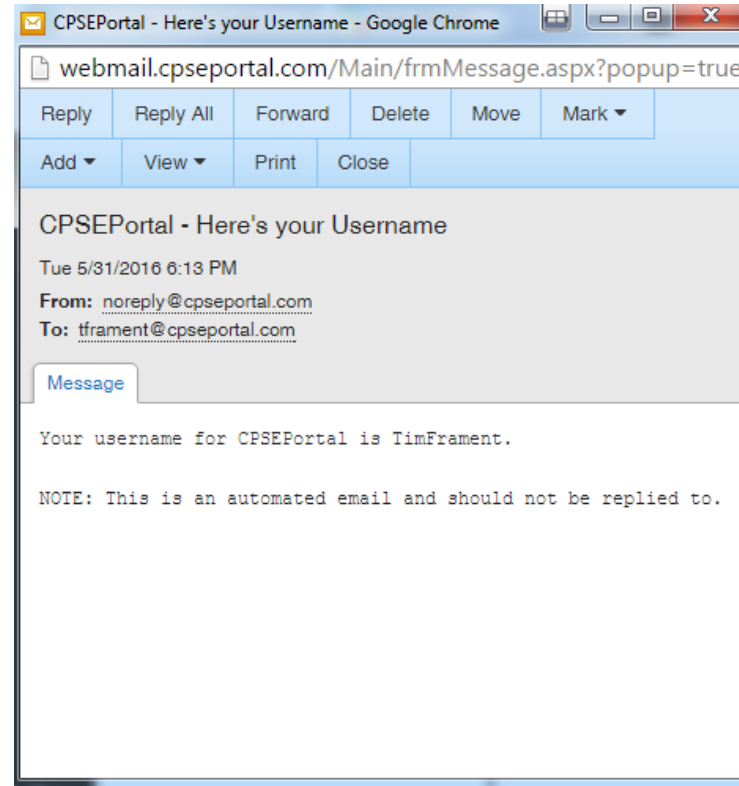 CPSEPortal - Here's your Username - Google Chrome
webmail.cpseportal.com/Main/frmMessage.aspx?popup=true
Reply Reply All Forward Delete Move Mark
Add View Print Close
CPSEPortal - Here's your Username
Tue 5/31/2016 6:13 PM
From: noreply@cpseportal.com
To: tframent@cpseportal.com
Message
Your username for CPSEPortal is TimFrament.
NOTE: This is an automated email and should not be replied to.